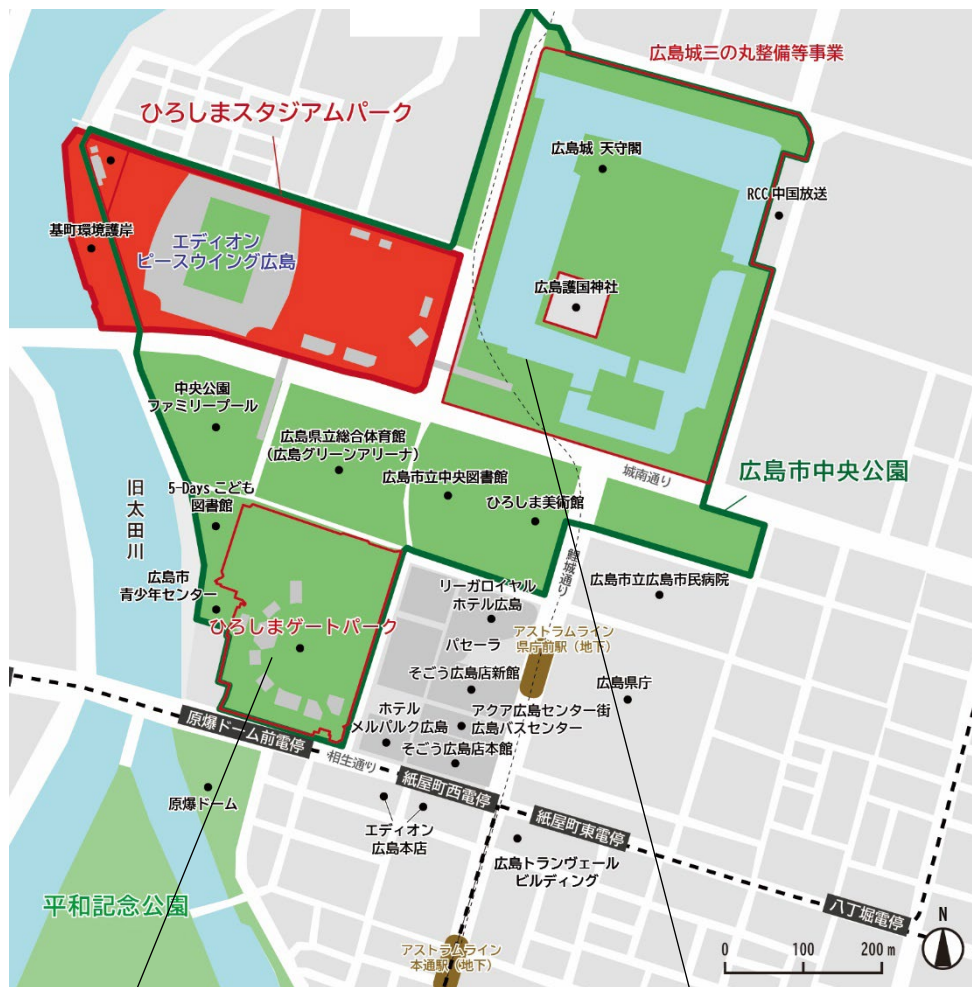 広島城三の丸整備等事業
ひろしまスタジアムパーク
広島城 天守閣
RCC 中国放送
基町環境護岸
エディオン
ピースウイング広島
広島護国神社
中央公園
ファミリープール
広島県立総合体育館
（広島グリーンアリーナ）
広島市立中央図書館
城南通り
広島市中央公園
5-Days こども
図書館
ひろしま美術館
旧太田川
鯉城通り
広島市
青少年センター
リーガロイヤル
ホテル広島
広島市立広島市民病院
ひろしまゲートパーク
アストラムライン
県庁前駅（地下）
パセーラ
そごう広島店新館
広島県庁
ホテル
メルパルク広島
アクア広島センター街
広島バスセンター
そごう広島店本館
原爆ドーム前電停
相生通り
紙屋町西電停
原爆ドーム
エディオン
広島本店
紙屋町東電停
広島トランヴェール
ビルディング
平和記念公園
八丁堀電停
N
アストラムライン
本通駅（地下）
0 100 200 m